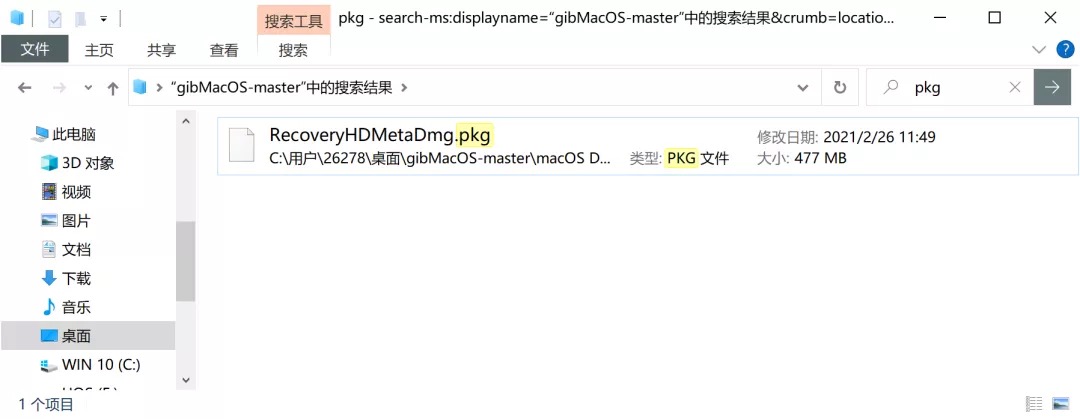 搜索工具
pkg - search-ms:displayname=“gibMacOS-master”中的搜索结果&crumb=locatio...
文件 主页 共享 查看 搜索
“gibMacOS-master”中的搜索结果
pkg
此电脑
3D 对象
视频
图片
文档
下载
音乐
桌面
WIN 10 (C:)
RecoveryHDMetaDmg.pkg
修改日期: 2021/2/26 11:49
C:\用户\26278\桌面\gibMacOS-master\macOS D...
类型: PKG 文件
大小: 477 MB
1 个项目